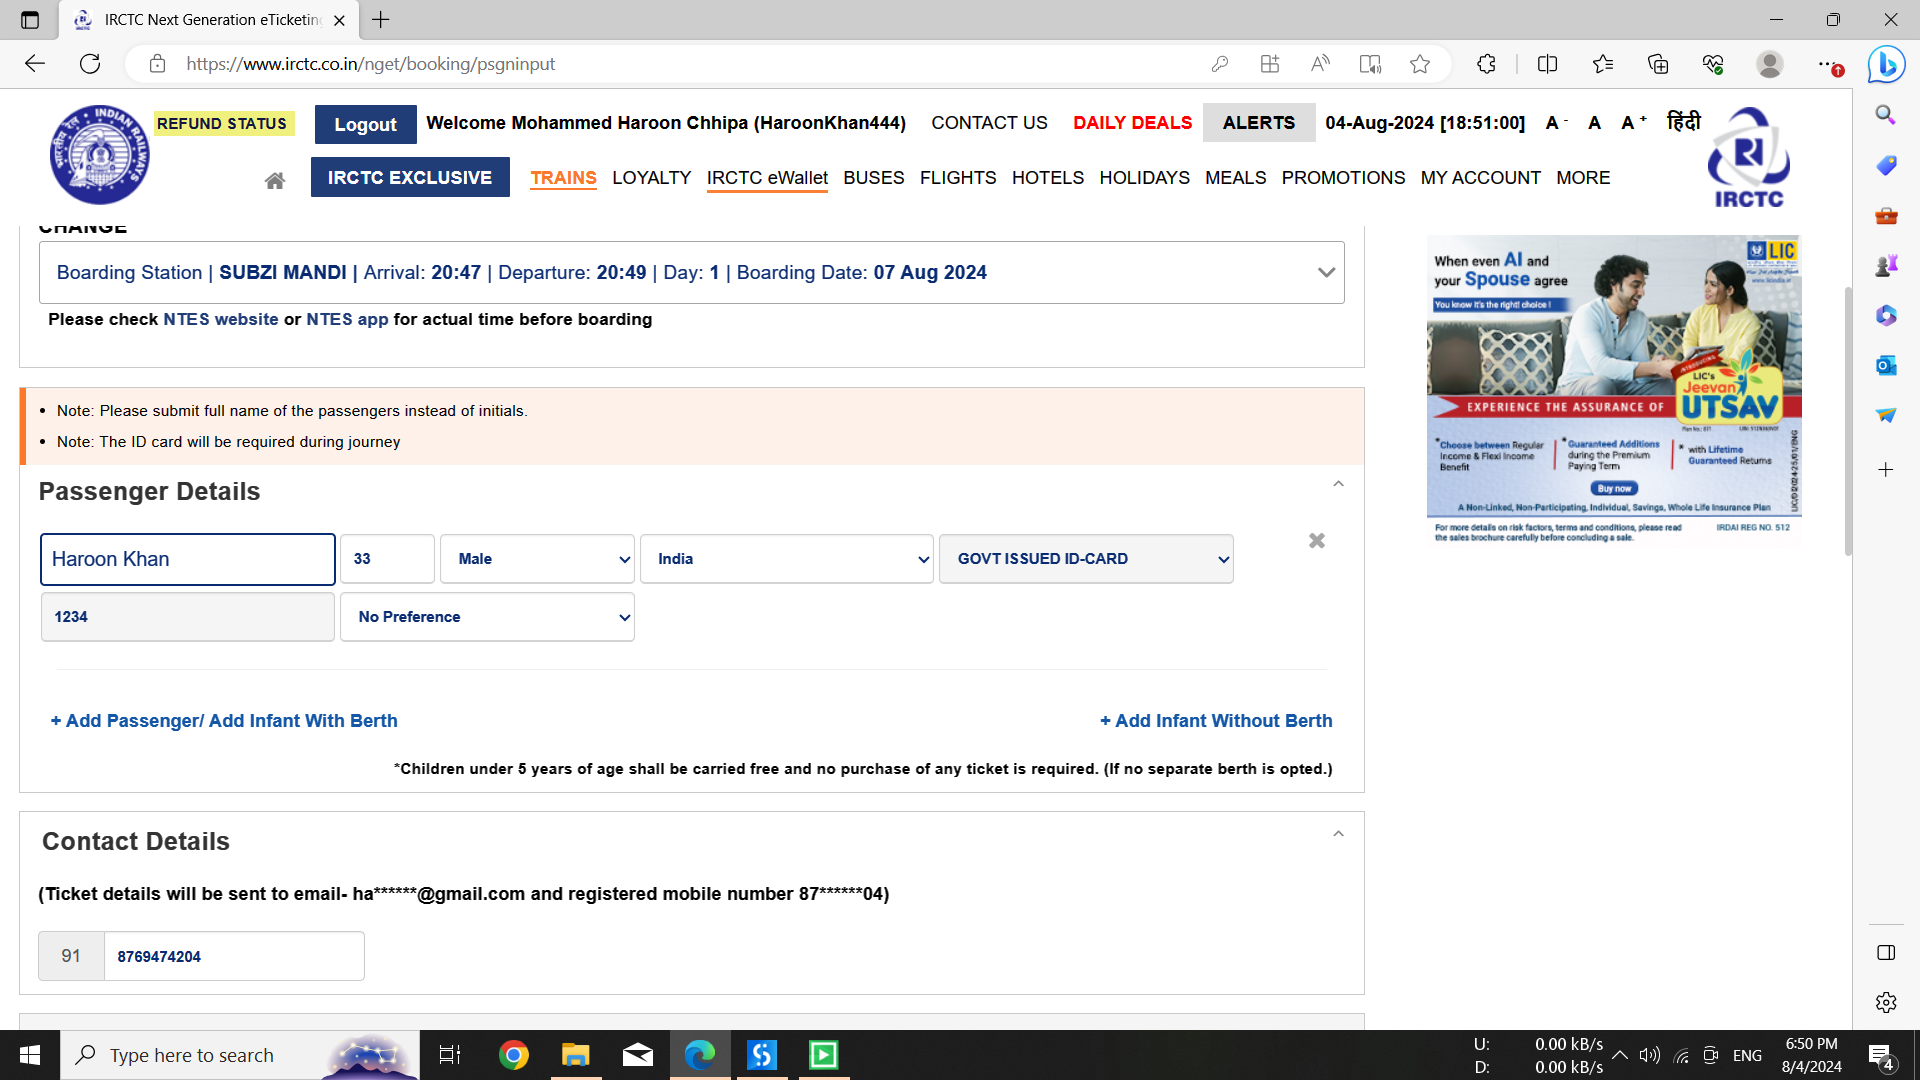 IRCTC Next Generation eTicketing
https://www.irctc.co.in/nget/booking/psgninput
REFUND STATUS
Logout
Welcome Mohammed Haroon Chhipa (HaroonKhan444)
CONTACT US
DAILY DEALS
ALERTS
04-Aug-2024 [18:51:00]
A - A A + हिंदी
INDIAN RAILWAYS
भारतीय रेल
IRCTC EXCLUSIVE
TRAINS LOYALTY IRCTC eWallet BUSES FLIGHTS HOTELS HOLIDAYS MEALS PROMOTIONS MY ACCOUNT MORE
IRCTC
CHANGE
Boarding Station | SUBZI MANDI | Arrival: 20:47 | Departure: 20:49 | Day: 1 | Boarding Date: 07 Aug 2024
Please check NTES website or NTES app for actual time before boarding
Note: Please submit full name of the passengers instead of initials.
Note: The ID card will be required during journey
Passenger Details
Haroon Khan 33 Male India GOVT ISSUED ID-CARD
1234 No Preference
+ Add Passenger/ Add Infant With Berth
+ Add Infant Without Berth
*Children under 5 years of age shall be carried free and no purchase of any ticket is required. (If no separate berth is opted.)
Contact Details
(Ticket details will be sent to email- ha******@gmail.com and registered mobile number 87******04)
91 8769474204
When even AI and
your Spouse agree
You know it's the right choice !
LIC
INTRODUCING
LIC's
Jeevan
UTSAV
EXPERIENCE THE ASSURANCE OF
*Choose between Regular
Income & Flexi Income
Benefit
*Guaranteed Additions
during the Premium
Paying Term
* with Lifetime
Guaranteed Returns
Buy now
A Non-Linked, Non-Participating, Individual, Savings, Whole Life Insurance Plan
For more details on risk factors, terms and conditions, please read
the sales brochure carefully before concluding a sale.
IRDAI REG NO. 512
Type here to search
U: 0.00 kB/s
D: 0.00 kB/s
ENG
6:50 PM
8/4/2024
4